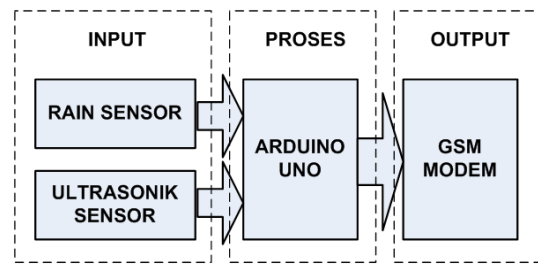 INPUT
PROSES
OUTPUT
RAIN SENSOR
ULTRASONIK
SENSOR
ARDUINO
UNO
GSM
MODEM